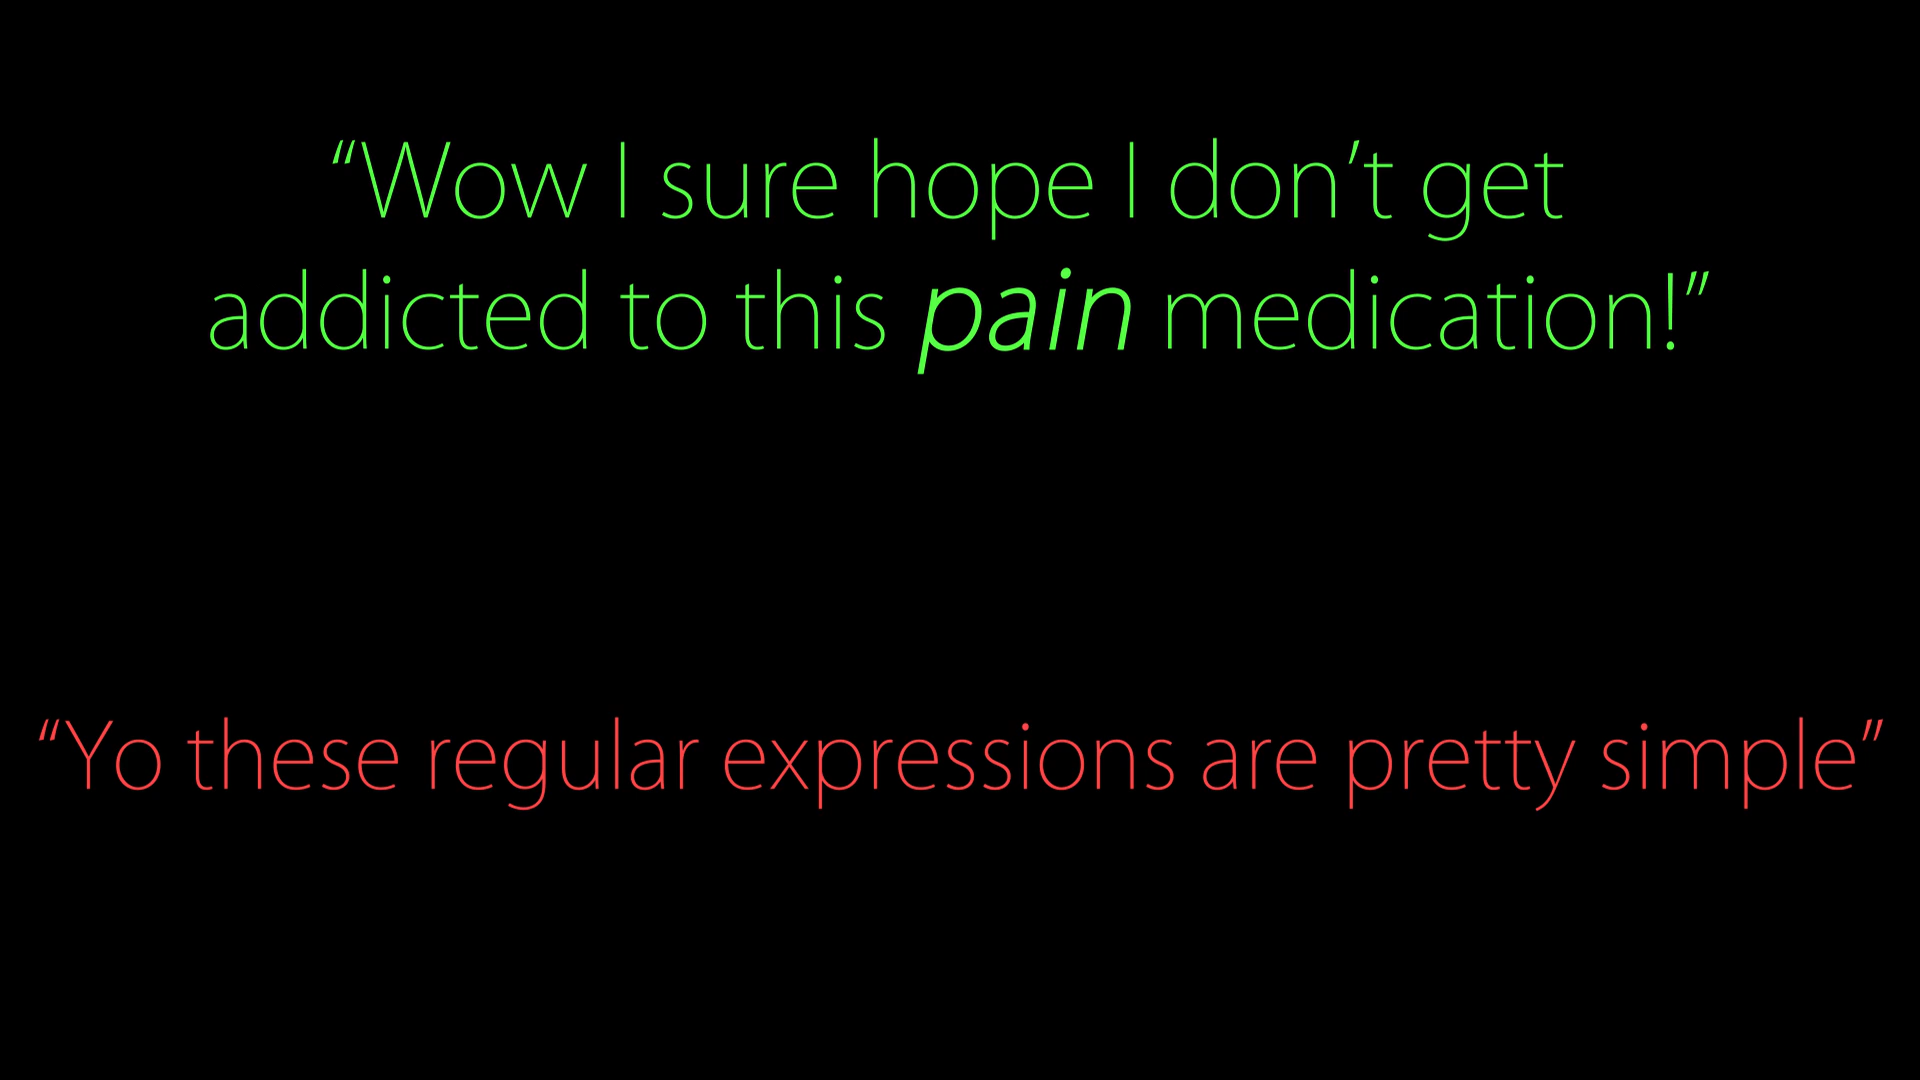 “Wow I sure hope I don’t get
addicted to this pain medication!”
“Yo these regular expressions are pretty simple”